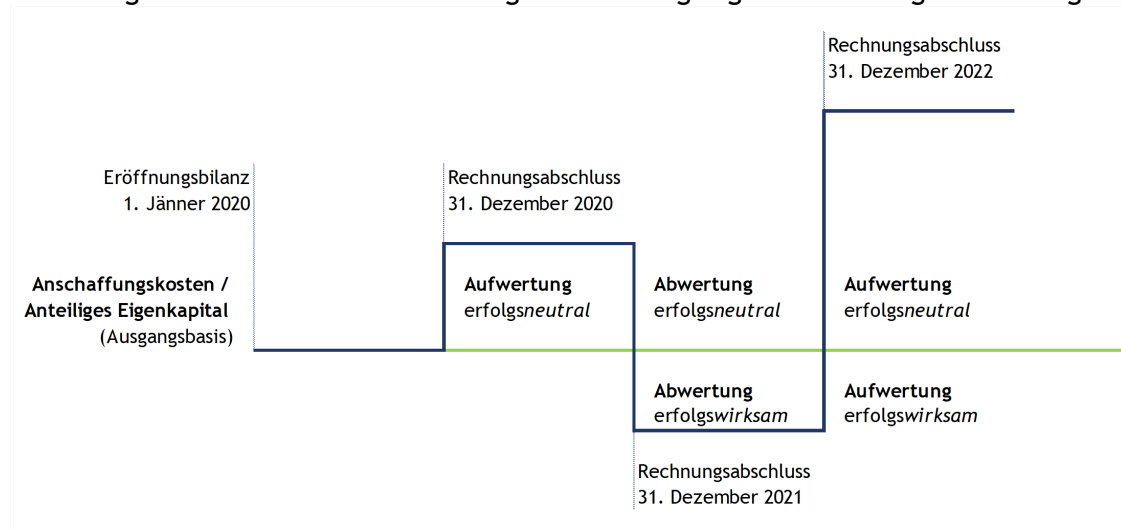 Rechnungsabschluss
31. Dezember 2022
Eröffnungsbilanz
1. Jänner 2020
Rechnungsabschluss
31. Dezember 2020
Anschaffungskosten /
Anteiliges Eigenkapital
(Ausgangsbasis)
Aufwertung
erfolgsneutral
Abwertung
erfolgsneutral
Aufwertung
erfolgsneutral
Abwertung
erfolgswirksam
Aufwertung
erfolgswirksam
Rechnungsabschluss
31. Dezember 2021